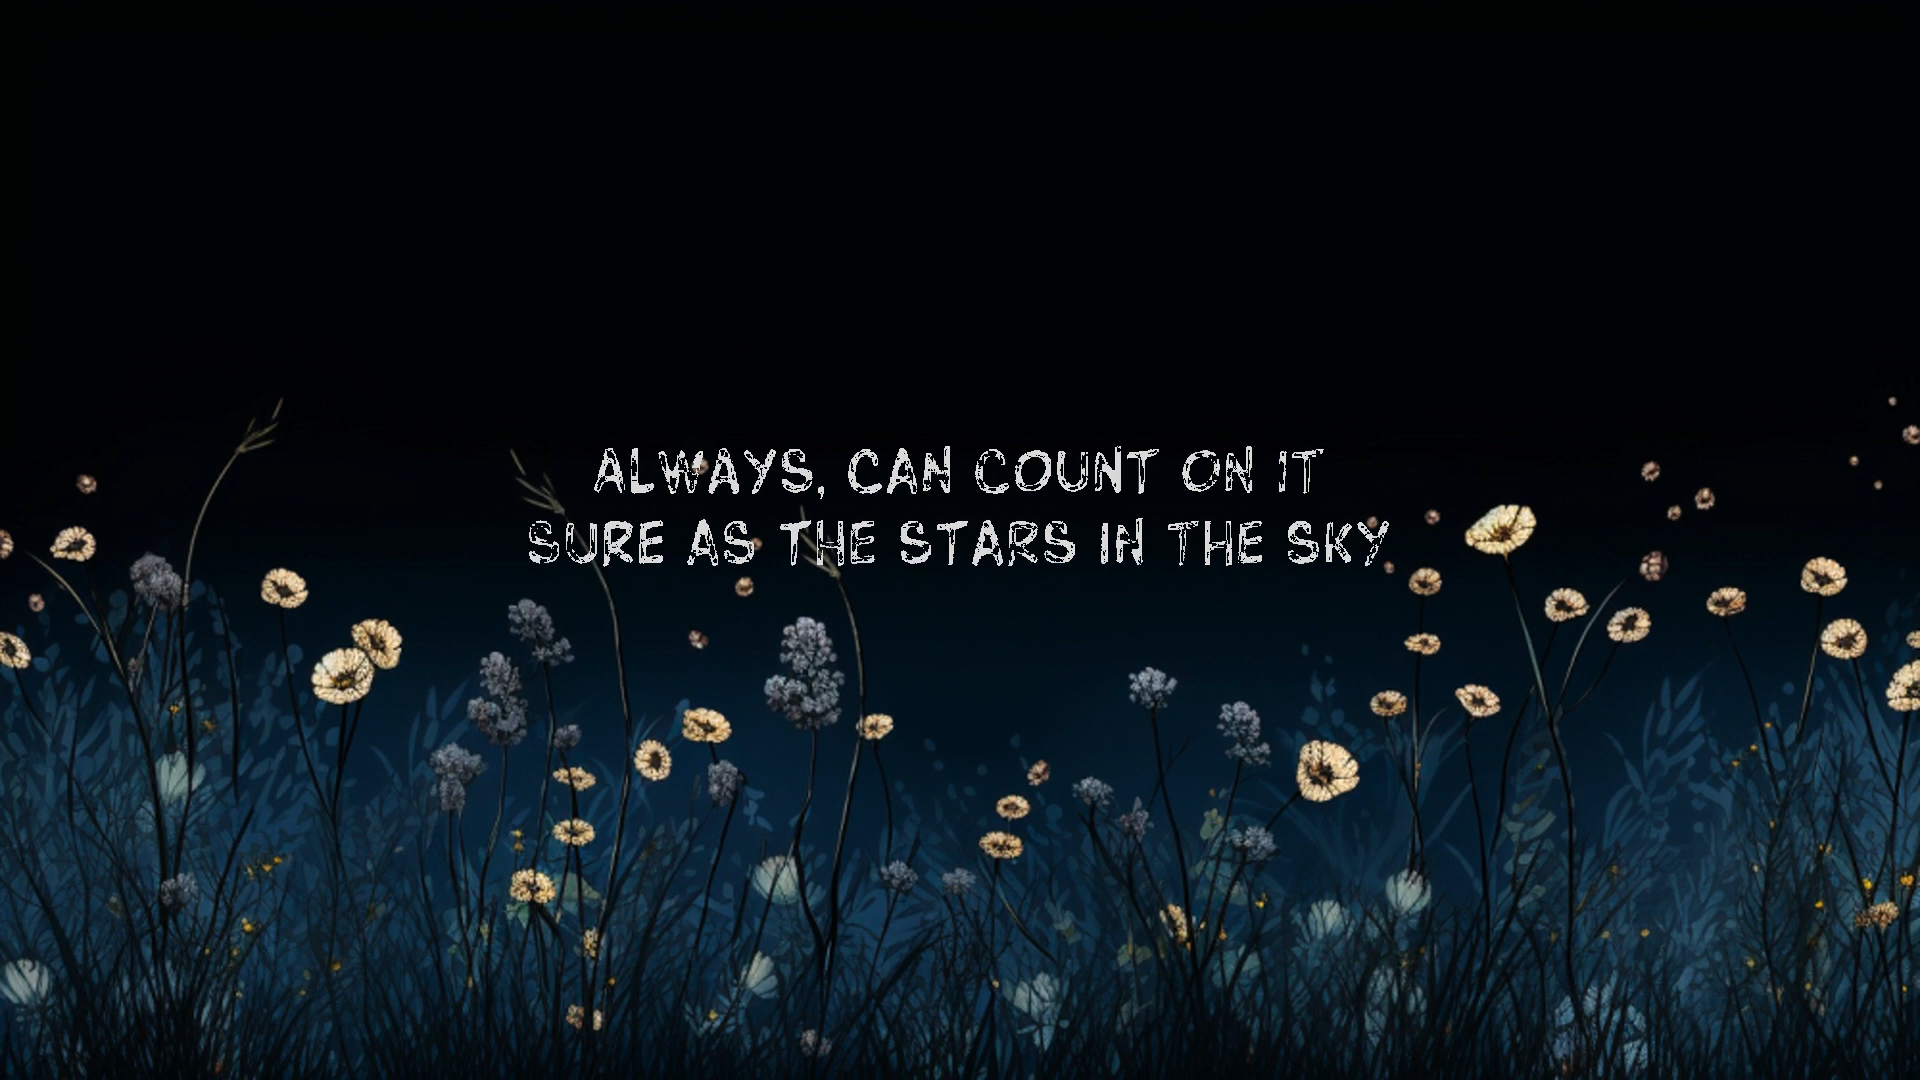 ALWAYS, CAN COUNT ON IT
SURE AS THE STARS IN THE SKY